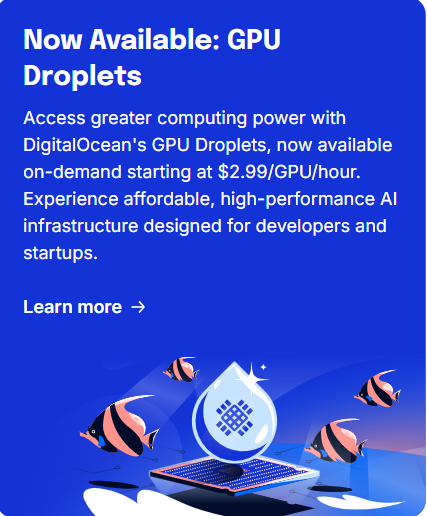 Now Available: GPU
Droplets
Access greater computing power with
DigitalOcean's GPU Droplets, now available
on-demand starting at $2.99/GPU/hour.
Experience affordable, high-performance AI
infrastructure designed for developers and
startups.
Learn more →